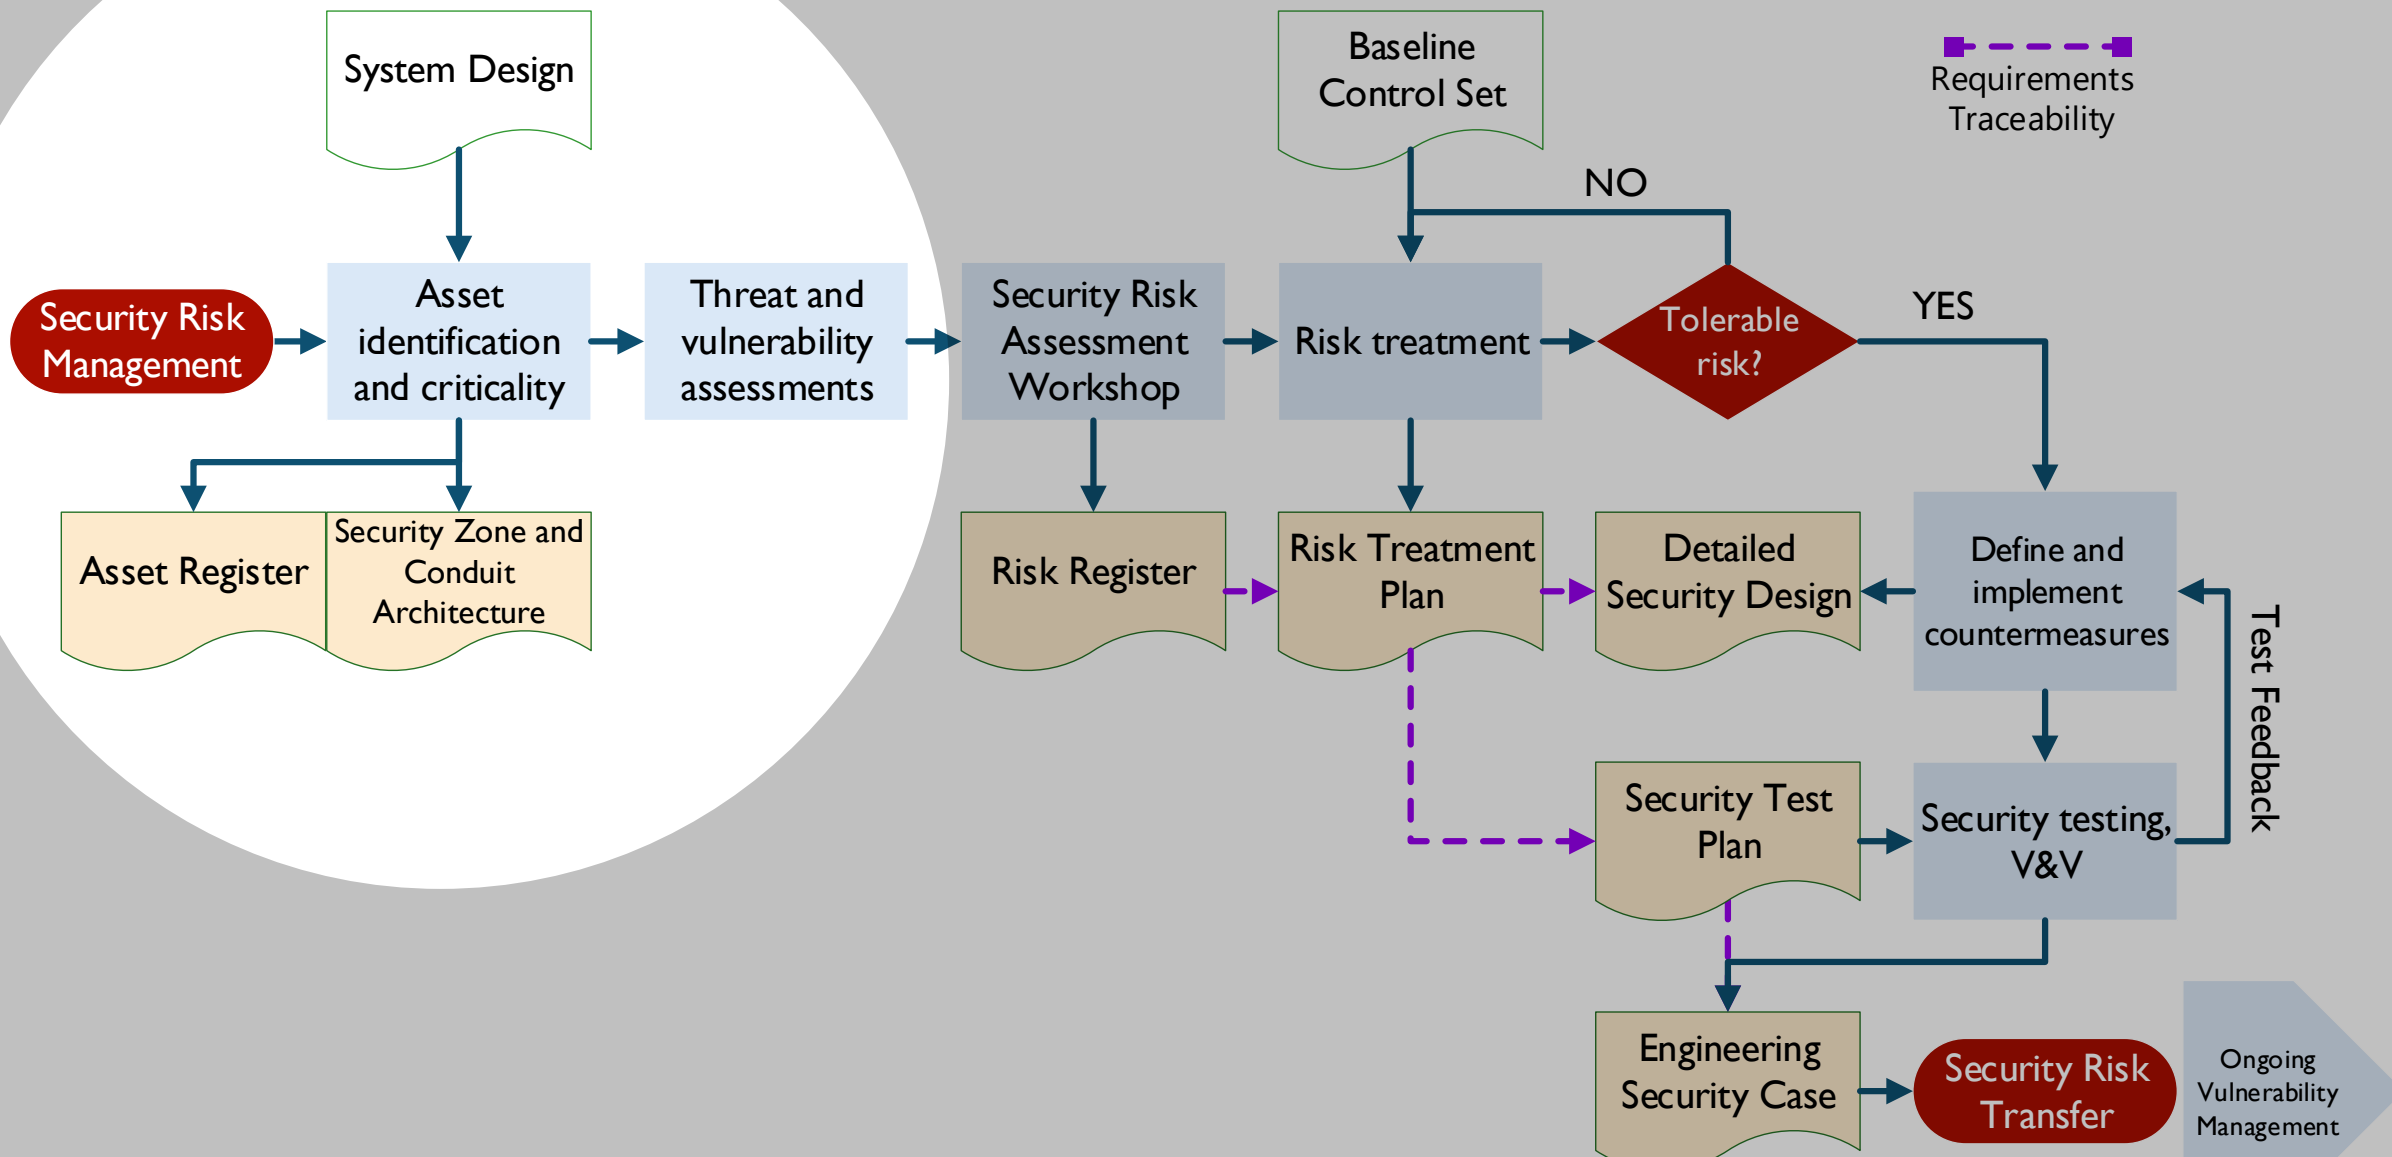 System Design
Baseline
Control Set
Requirements
Traceability
NO
YES
Security Risk
Management
Asset
identification
and criticality
Threat and
vulnerability
assessments
Security Risk
Assessment
Workshop
Risk treatment
Tolerable
risk?
Asset Register
Security Zone and
Conduit
Architecture
Risk Register
Risk Treatment
Plan
Detailed
Security Design
Define and
implement
countermeasures
Test Feedback
Security Test
Plan
Security testing,
V&V
Engineering
Security Case
Security Risk
Transfer
Ongoing
Vulnerability
Management